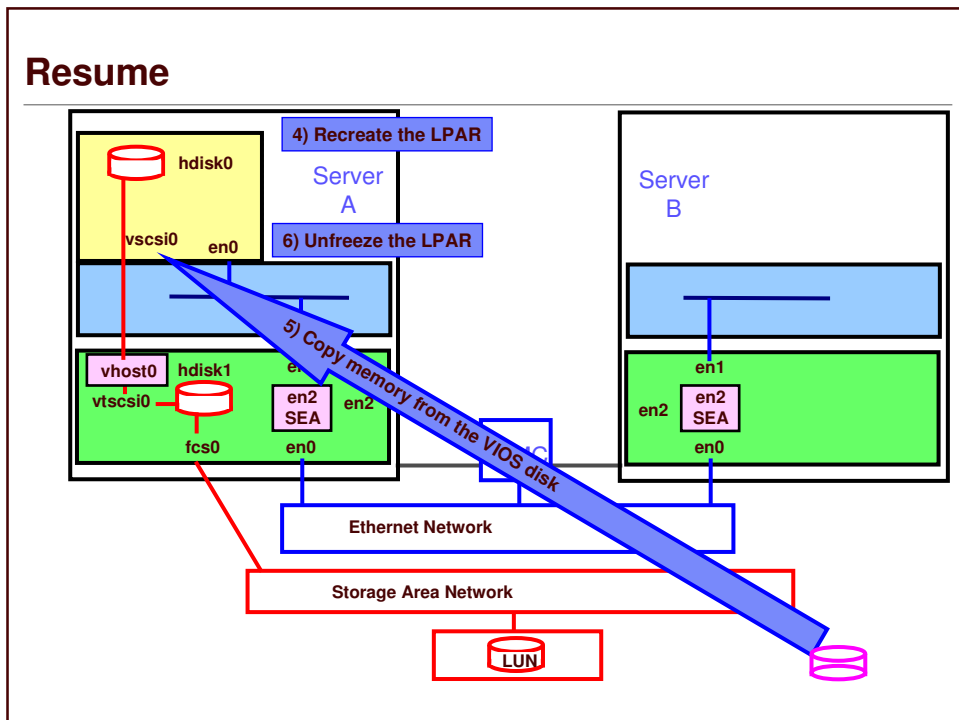 Resume
4) Recreate the LPAR
hdisk0
Server
A
Server
B
6) Unfreeze the LPAR
vscsi0
en0
5) Copy memory from the VIOS disk
vhost0
hdisk1
en1
vtscsi0
en2
SEA
en2
en2
en2
SEA
fcs0
en0
en0
Ethernet Network
Storage Area Network
LUN